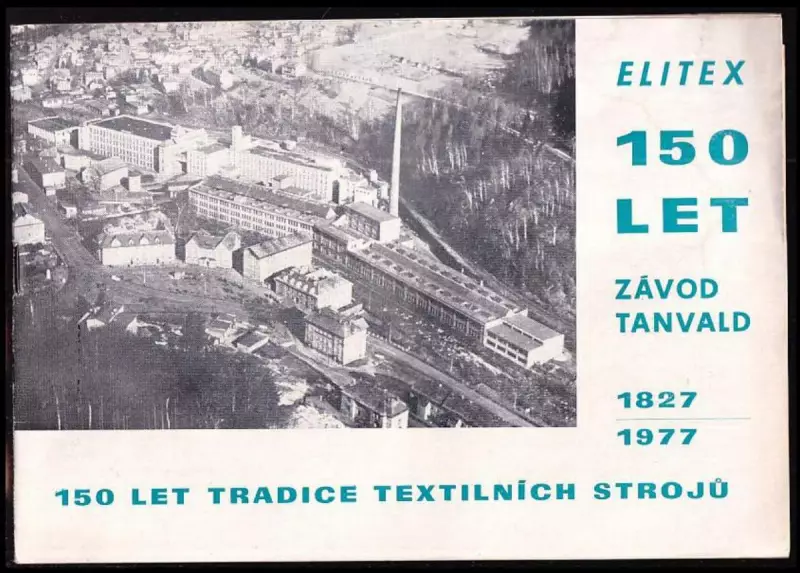 ELITEX
150
LET
ZÁVOD
TANVALD
1827
1977
150 LET TRADICE TEXTILNÍCH STROJŮ